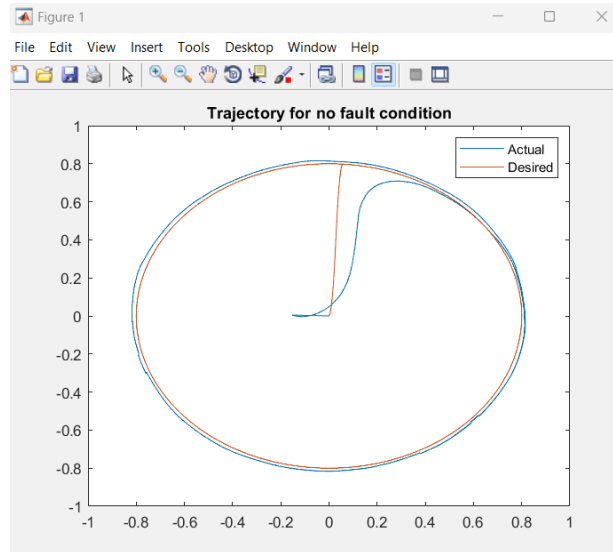 Figure 1
File Edit View Insert Tools Desktop Window Help
Trajectory for no fault condition
Actual
Desired
1
0.8
0.6
0.4
0.2
0
-0.2
-0.4
-0.6
-0.8
-1
-1 -0.8 -0.6 -0.4 -0.2 0 0.2 0.4 0.6 0.8 1